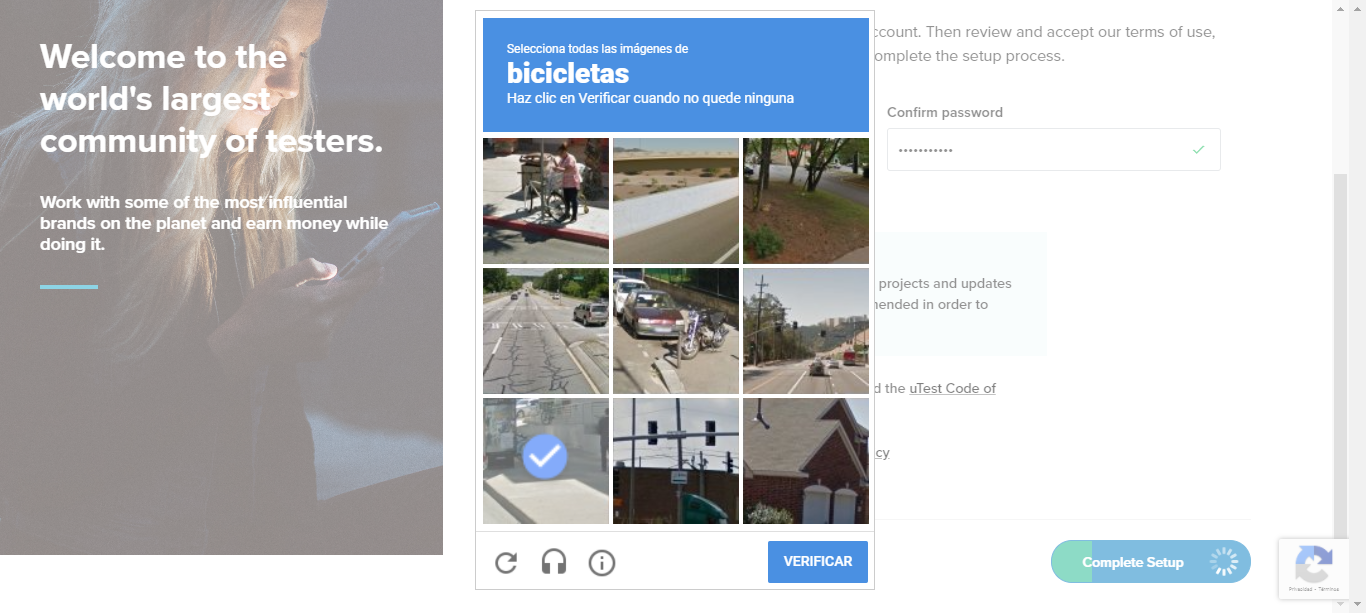 Welcome to the
world's largest
community of testers.
Work with some of the most influential
brands on the planet and earn money while
doing it.
Selecciona todas las imágenes de
bicicletas
Haz clic en Verificar cuando no quede ninguna
VERIFICAR
ccount. Then review and accept our terms of use,
omplete the setup process.
Confirm password
projects and updates
nended in order to
d the uTest Code of
cy
Complete Setup
Privacidad - Términos